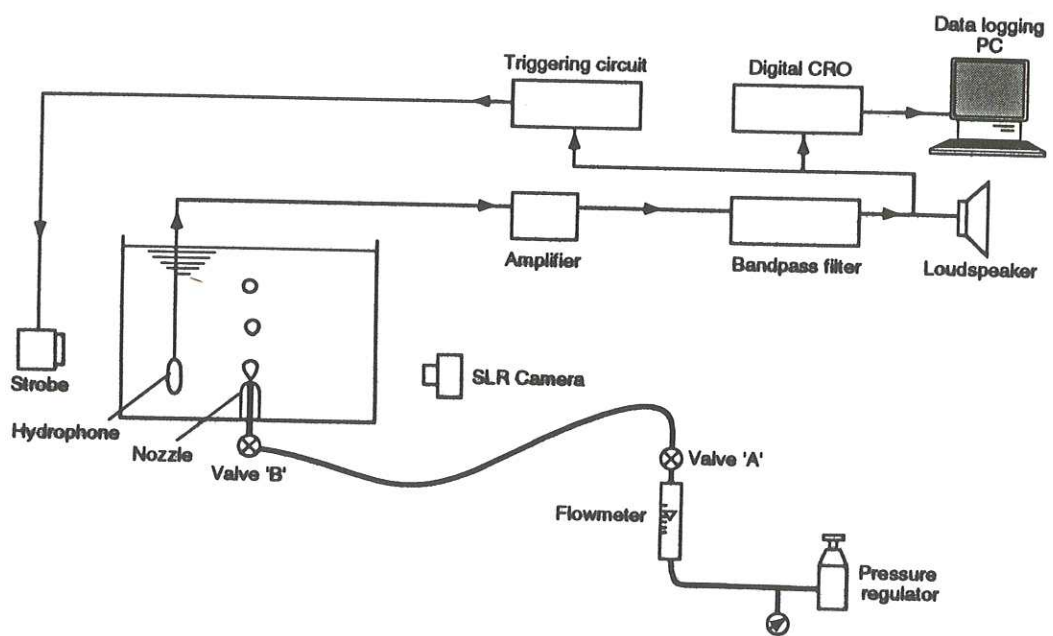 Data logging
PC
Triggering circuit
Digital CRO
Amplifier
Bandpass filter
Loudspeaker
Strobe
SLR Camera
Hydrophone
Nozzle
Valve 'B'
Valve 'A'
Flowmeter
Pressure
regulator